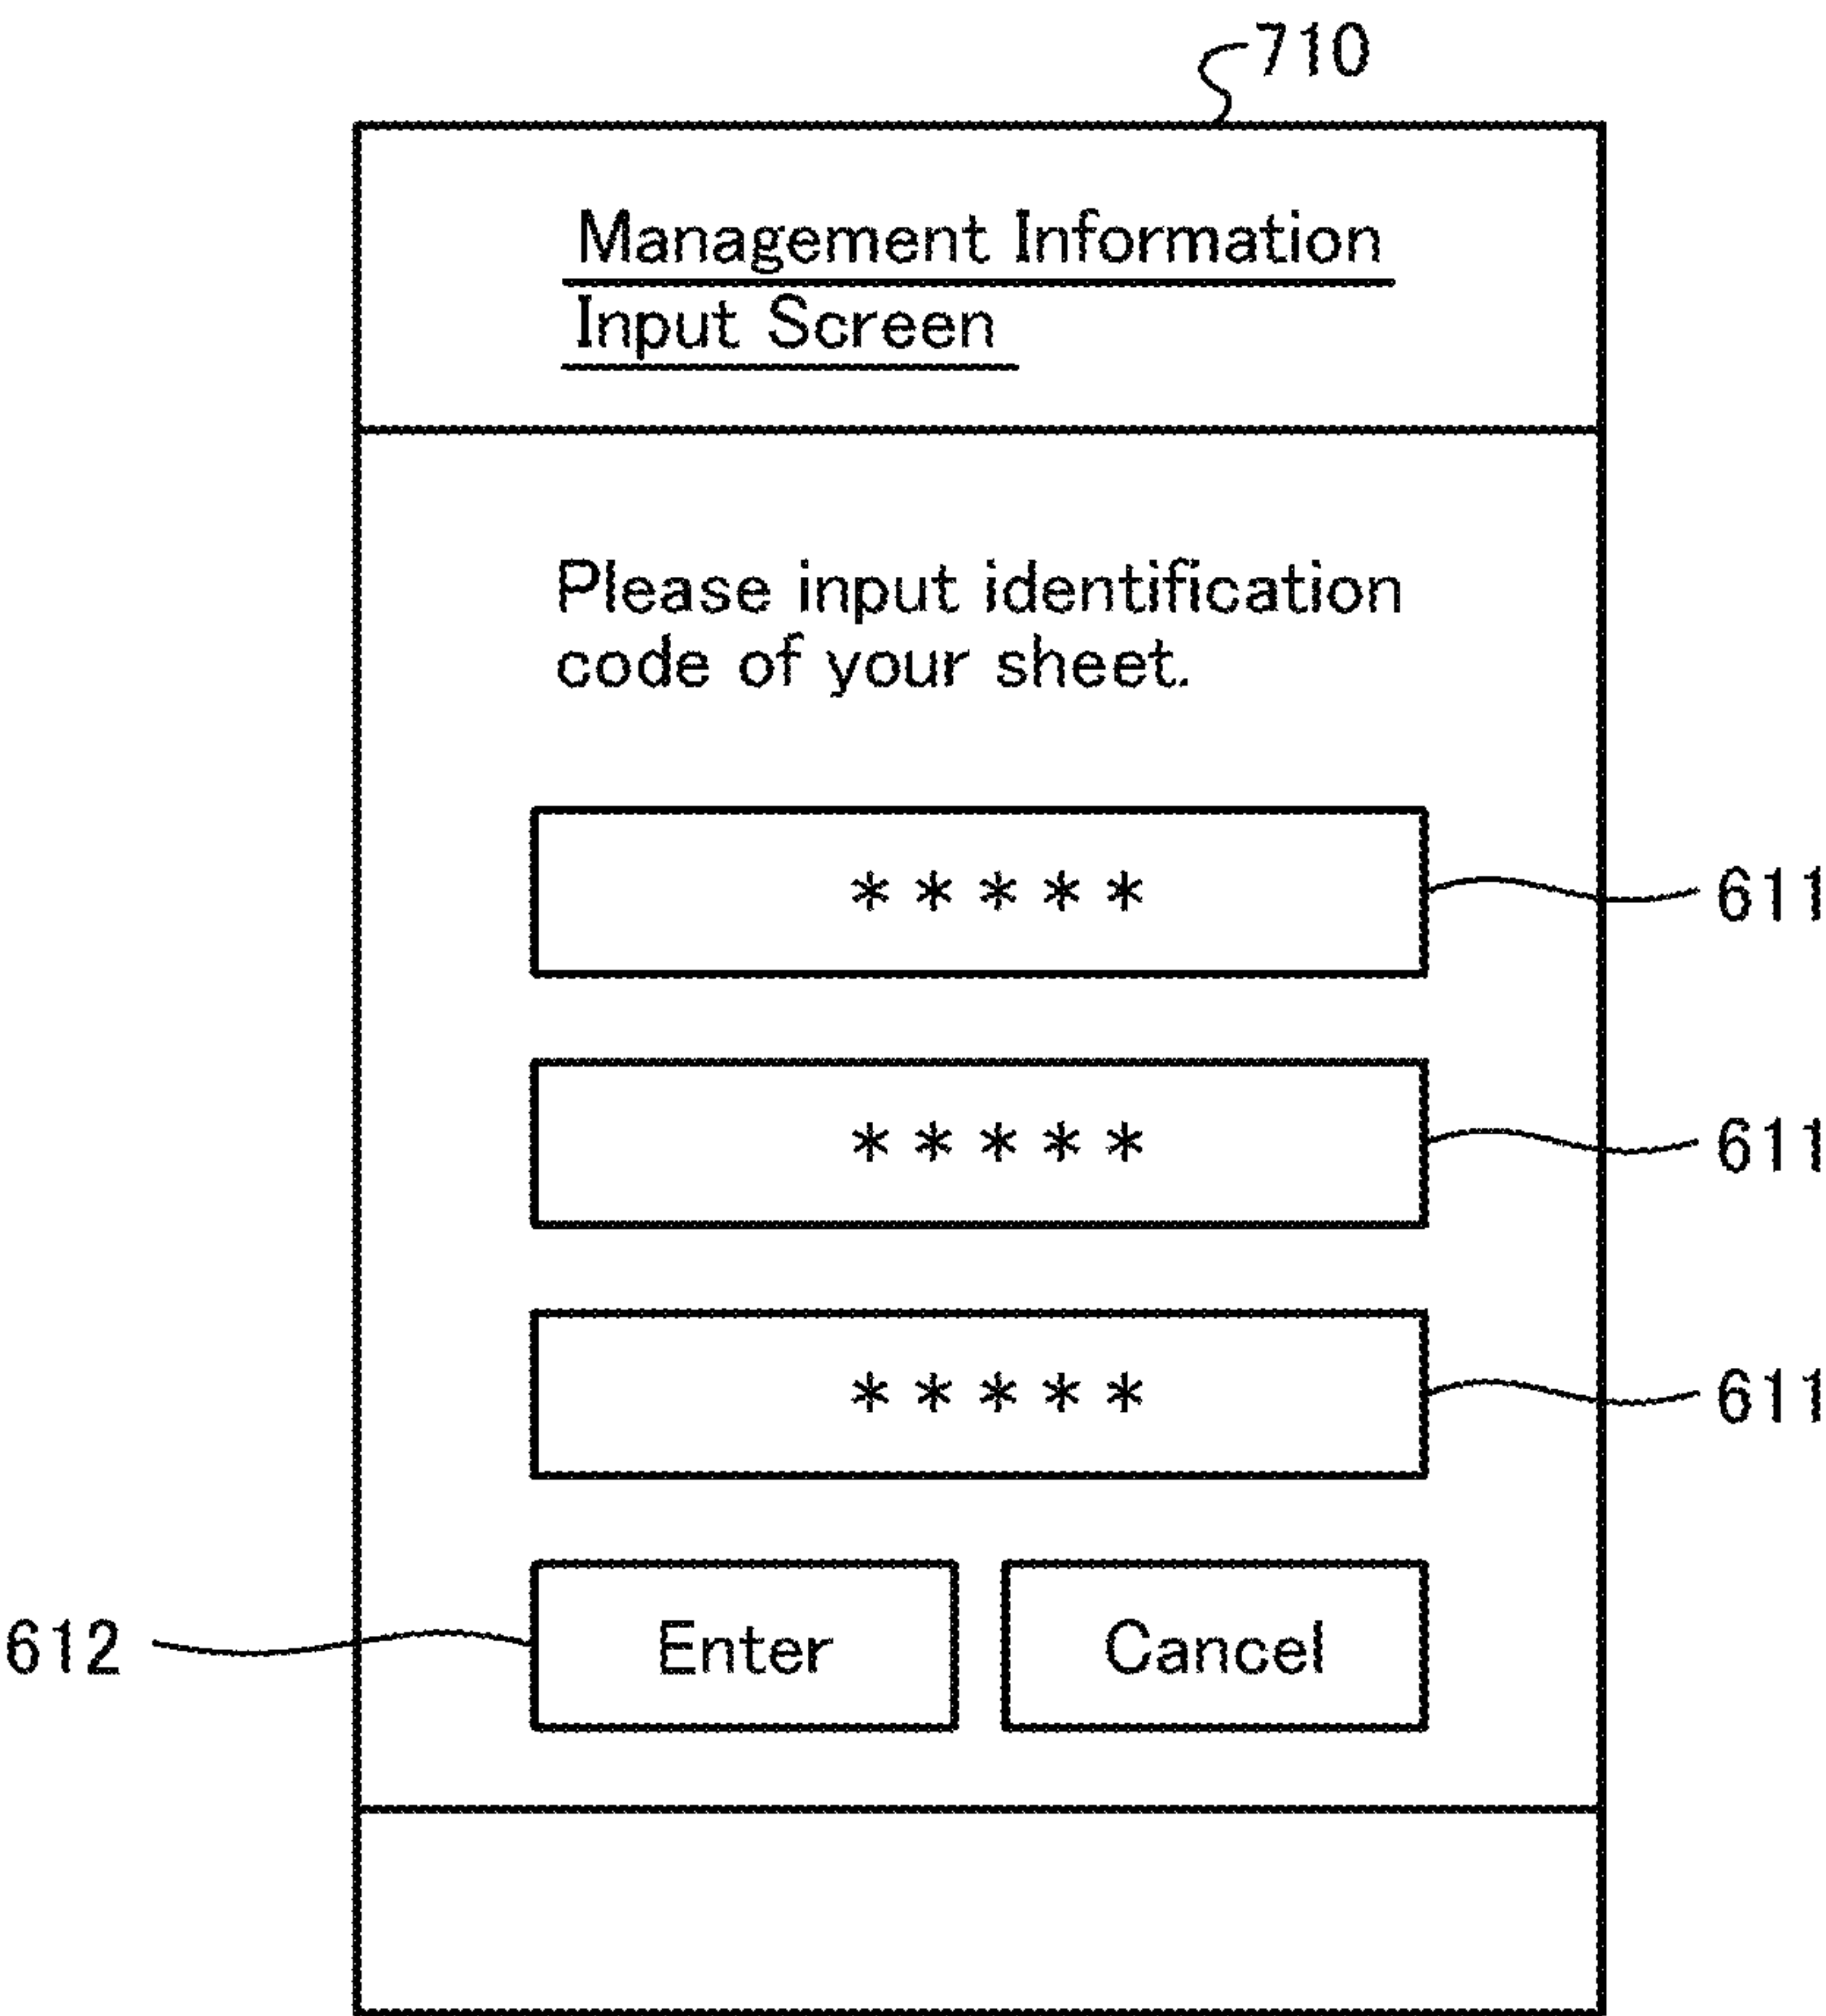 710
Management Information
Input Screen
Please input identification
code of your sheet.
* * * * *
611
* * * * *
611
* * * * *
611
612
Enter
Cancel